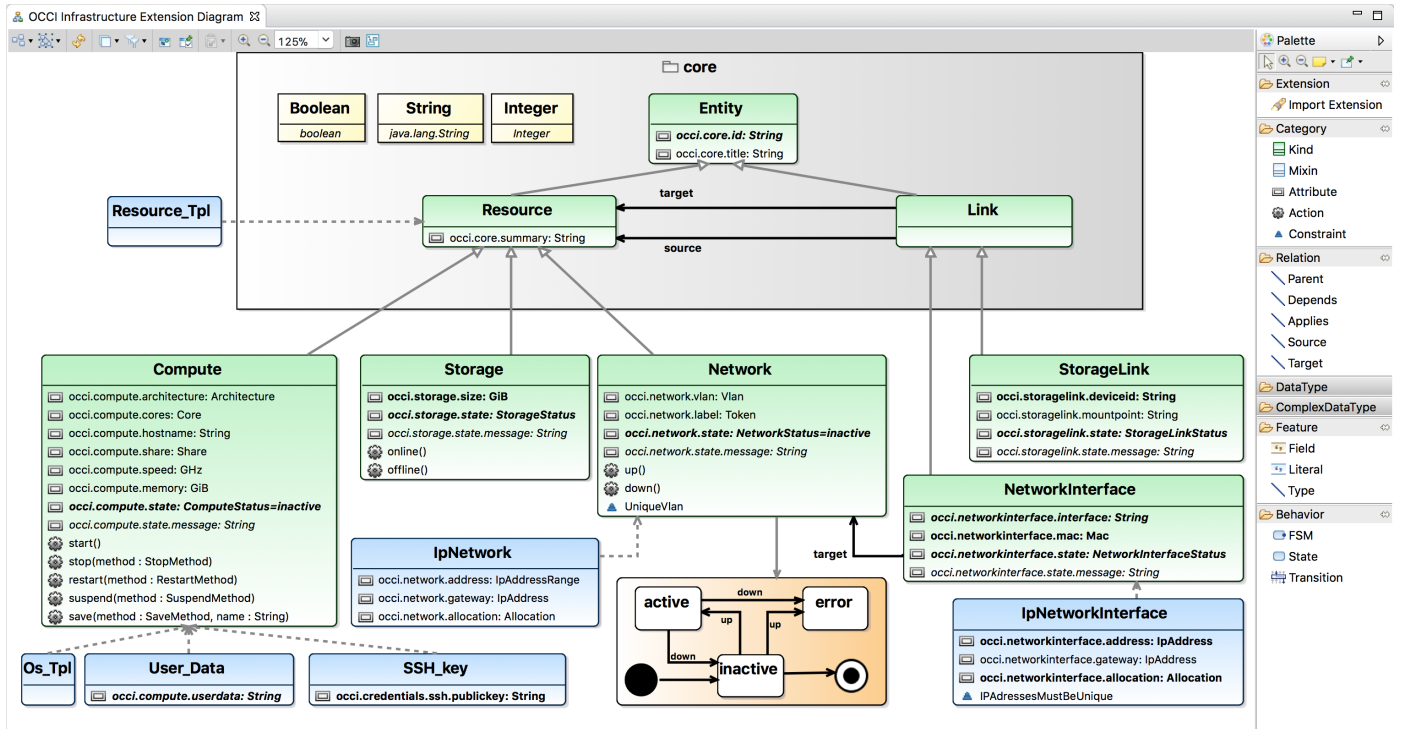 OCCI Infrastructure Extension Diagram
125%
core
Boolean
boolean
String
java.lang.String
Integer
Integer
Entity
occi.core.id: String
occi.core.title: String
Resource_Tpl
Resource
occi.core.summary: String
target
source
Link
Compute
occi.compute.architecture: Architecture
occi.compute.cores: Core
occi.compute.hostname: String
occi.compute.share: Share
occi.compute.speed: GHz
occi.compute.memory: GiB
occi.compute.state: ComputeStatus=inactive
occi.compute.state.message: String
start()
stop(method : StopMethod)
restart(method : RestartMethod)
suspend(method : SuspendMethod)
save(method : SaveMethod, name : String)
Storage
occi.storage.size: GiB
occi.storage.state: StorageStatus
occi.storage.state.message: String
online()
offline()
Network
occi.network.vlan: Vlan
occi.network.label: Token
occi.network.state: NetworkStatus=inactive
occi.network.state.message: String
up()
down()
UniqueVlan
StorageLink
occi.storagelink.deviceid: String
occi.storagelink.mountpoint: String
occi.storagelink.state: StorageLinkStatus
occi.storagelink.state.message: String
NetworkInterface
occi.networkinterface.interface: String
occi.networkinterface.mac: Mac
occi.networkinterface.state: NetworkInterfaceStatus
occi.networkinterface.state.message: String
target
IpNetwork
occi.network.address: IpAddressRange
occi.network.gateway: IpAddress
occi.network.allocation: Allocation
active
down
error
up
up
down
inactive
IpNetworkInterface
occi.networkinterface.address: IpAddress
occi.networkinterface.gateway: IpAddress
occi.networkinterface.allocation: Allocation
IPAdressesMustBeUnique
Os_Tpl
User_Data
occi.compute.userdata: String
SSH_key
occi.credentials.ssh.publickey: String
Palette
Extension
Import Extension
Category
Kind
Mixin
Attribute
Action
Constraint
Relation
Parent
Depends
Applies
Source
Target
DataType
ComplexDataType
Feature
Field
Literal
Type
Behavior
FSM
State
Transition